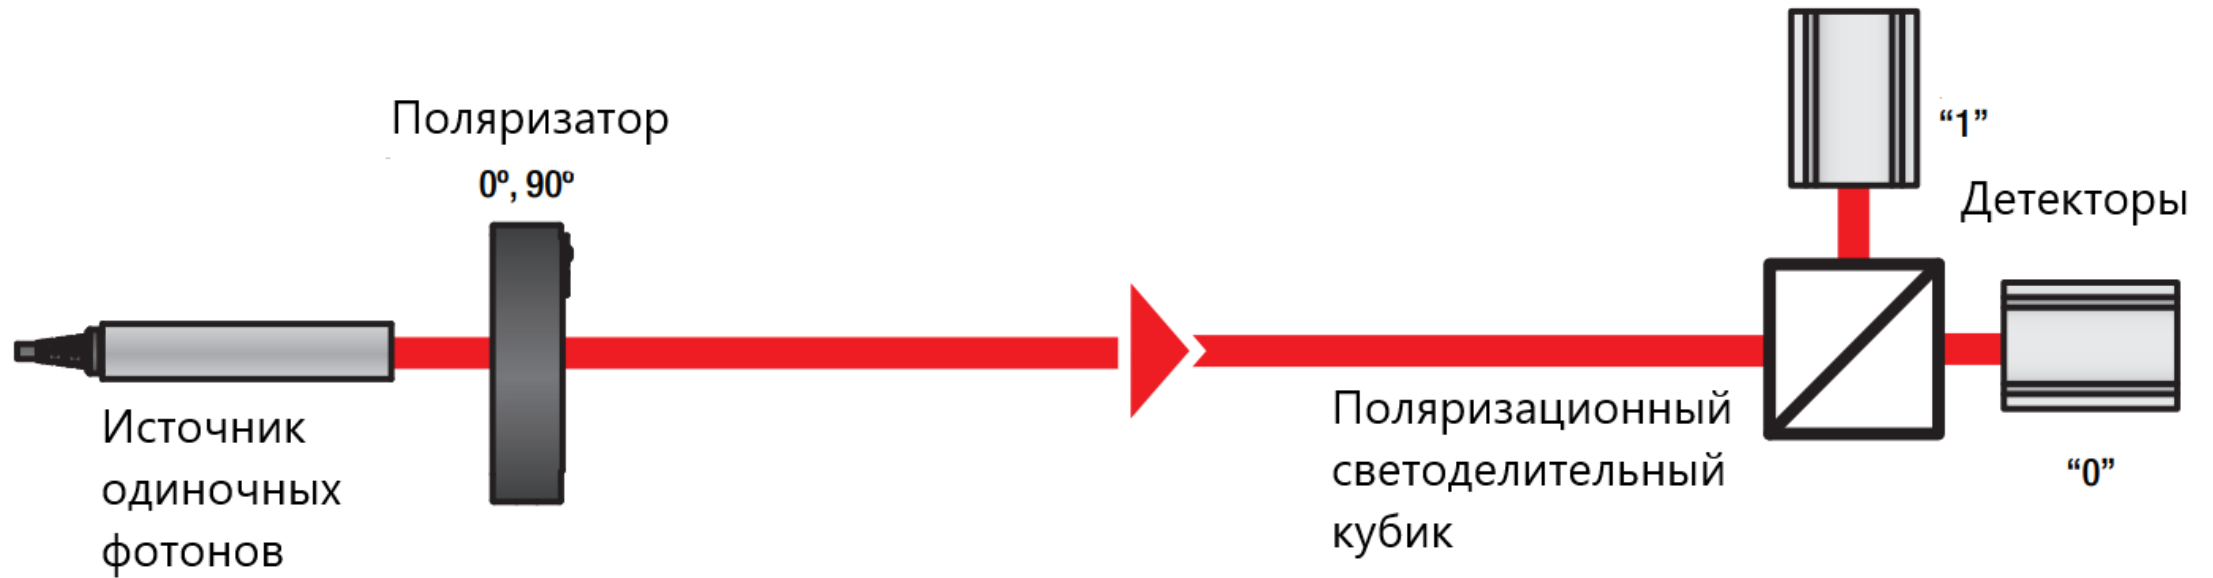 Поляризатор
0º, 90º
Источник
одиночных
фотонов
Поляризационный
светоделительный
кубик
“1”
Детекторы
“0”